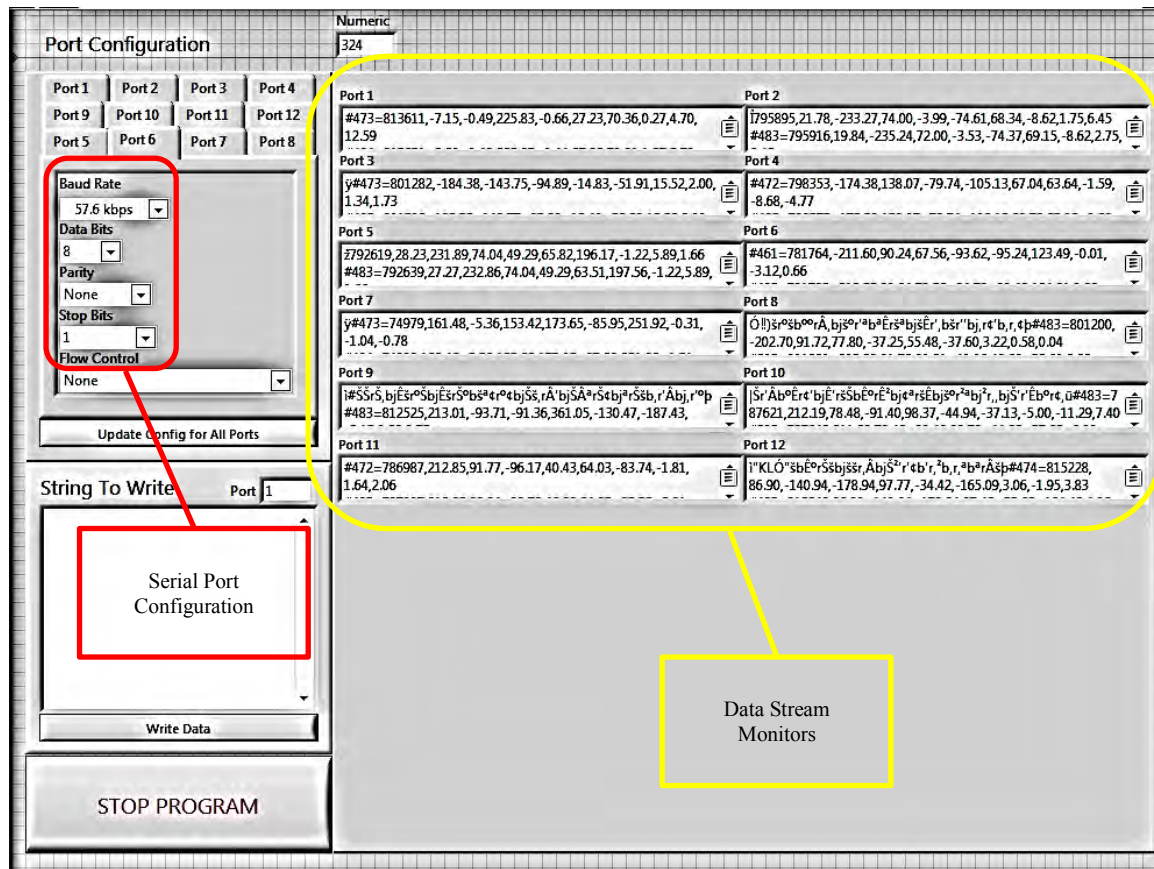 Numeric
Port Configuration
324
Port 1 Port 2 Port 3 Port 4
Port 9 Port 10 Port 11 Port 12
Port 5 Port 6 Port 7 Port 8
Baud Rate
57.6 kbps
Data Bits
8
Parity
None
Stop Bits
1
Flow Control
None
Update Config for All Ports
String To Write
Port 1
Serial Port
Configuration
Write Data
STOP PROGRAM
Port 1
#473=813611,-7.15,-0.49,225.83,-0.66,27.23,70.36,0.27,4.70,
12.59
Port 2
Ï795895,21.78,-233.27,74.00,-3.99,-74.61,68.34,-8.62,1.75,6.45
#483=795916,19.84,-235.24,72.00,-3.53,-74.37,69.15,-8.62,2.75,
Port 3
ÿ#473=801282,-184.38,-143.75,-94.89,-14.83,-51.91,15.52,2.00,
1.34,1.73
Port 4
#472=798353,-174.38,138.07,-79.74,-105.13,67.04,63.64,-1.59,
-8.68,-4.77
Port 5
ž792619,28.23,231.89,74.04,49.29,65.82,196.17,-1.22,5.89,1.66
#483=792639,27.27,232.86,74.04,49.29,63.51,197.56,-1.22,5.89,
Port 6
#461=781764,-211.60,90.24,67.56,-93.62,-95.24,123.49,-0.01,
-3.12,0.66
Port 7
ÿ#473=74979,161.48,-5.36,153.42,173.65,-85.95,251.92,-0.31,
-1.04,-0.78
Port 8
#483=801200,
-202.70,91.72,77.80,-37.25,55.48,-37.60,3.22,0.58,0.04
Port 9
#483=812525,213.01,-93.71,-91.36,361.05,-130.47,-187.43,
Port 10
#483=7
87621,212.19,78.48,-91.40,98.37,-44.94,-37.13,-5.00,-11.29,7.40
Port 11
#472=786987,212.85,91.77,-96.17,40.43,64.03,-83.74,-1.81,
1.64,2.06
Port 12
#474=815228,
86.90,-140.94,-178.94,97.77,-34.42,-165.09,3.06,-1.95,3.83
Data Stream
Monitors